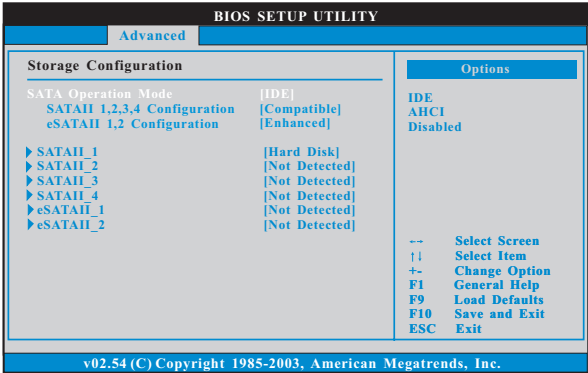 BIOS SETUP UTILITY
Advanced
Storage Configuration
SATA Operation Mode [IDE]
SATAII 1,2,3,4 Configuration [Compatible]
eSATAII 1,2 Configuration [Enhanced]
SATAII_1 [Hard Disk]
SATAII_2 [Not Detected]
SATAII_3 [Not Detected]
SATAII_4 [Not Detected]
eSATAII_1 [Not Detected]
eSATAII_2 [Not Detected]
Options
IDE
AHCI
Disabled
←→ Select Screen
↑↓ Select Item
+- Change Option
F1 General Help
F9 Load Defaults
F10 Save and Exit
ESC Exit
v02.54 (C) Copyright 1985-2003, American Megatrends, Inc.